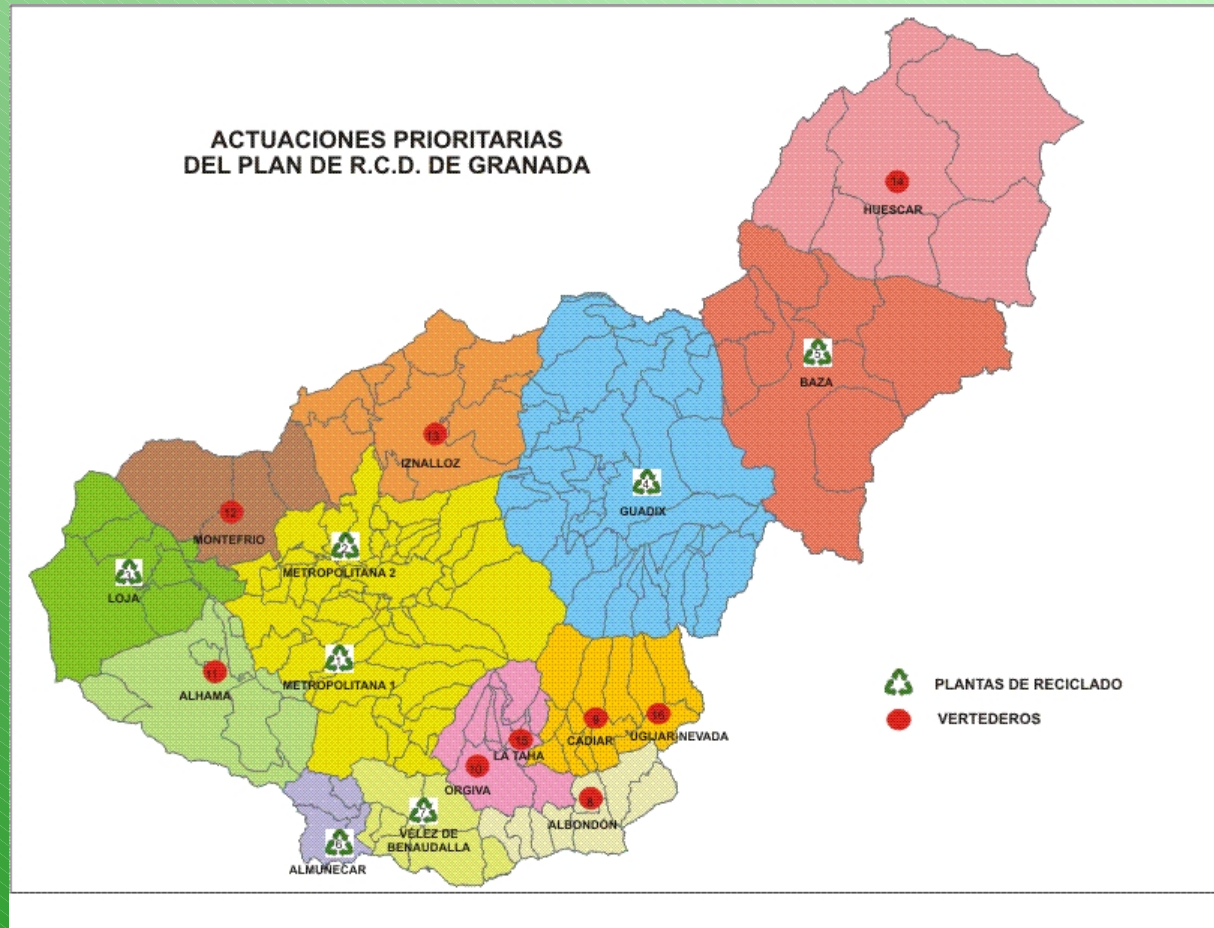 ACTUACIONES PRIORITARIAS
DEL PLAN DE R.C.D. DE GRANADA
14
HUESCAR
5
BAZA
13
IZNALLOZ
4
GUADIX
12
MONTEFRIO
2
METROPOLITANA 2
3
LOJA
1
METROPOLITANA 1
11
ALHAMA
PLANTAS DE RECICLADO
VERTEDEROS
9
CADIAR
16
UGIJAR-NEVADA
15
LA TAHA
10
ORGIVA
8
ALBONDÓN
7
VÉLEZ DE
BENAUDALLA
6
ALMUÑECAR